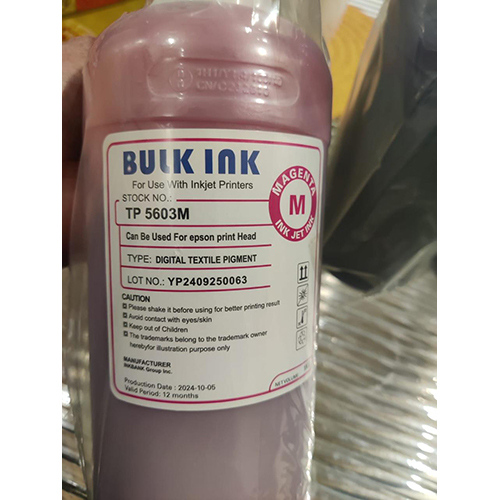 BULK INK
For Use With Inkjet Printers
STOCK NO.:
TP 5603M
Can Be Used For epson print Head
TYPE: DIGITAL TEXTILE PIGMENT
LOT NO.: YP2409250063
MAGENTA
M
INK JET INK
CAUTION
Please shake it before using for better printing result
Avoid contact with eyes/skin
Keep out of Children
The trademarks belong to the trademark owner
herebyfor illustration purpose only
MANUFACTURER
INKBANK Group Inc.
Production Date : 2024-10-05
Valid Period: 12 months
NET VOLUME